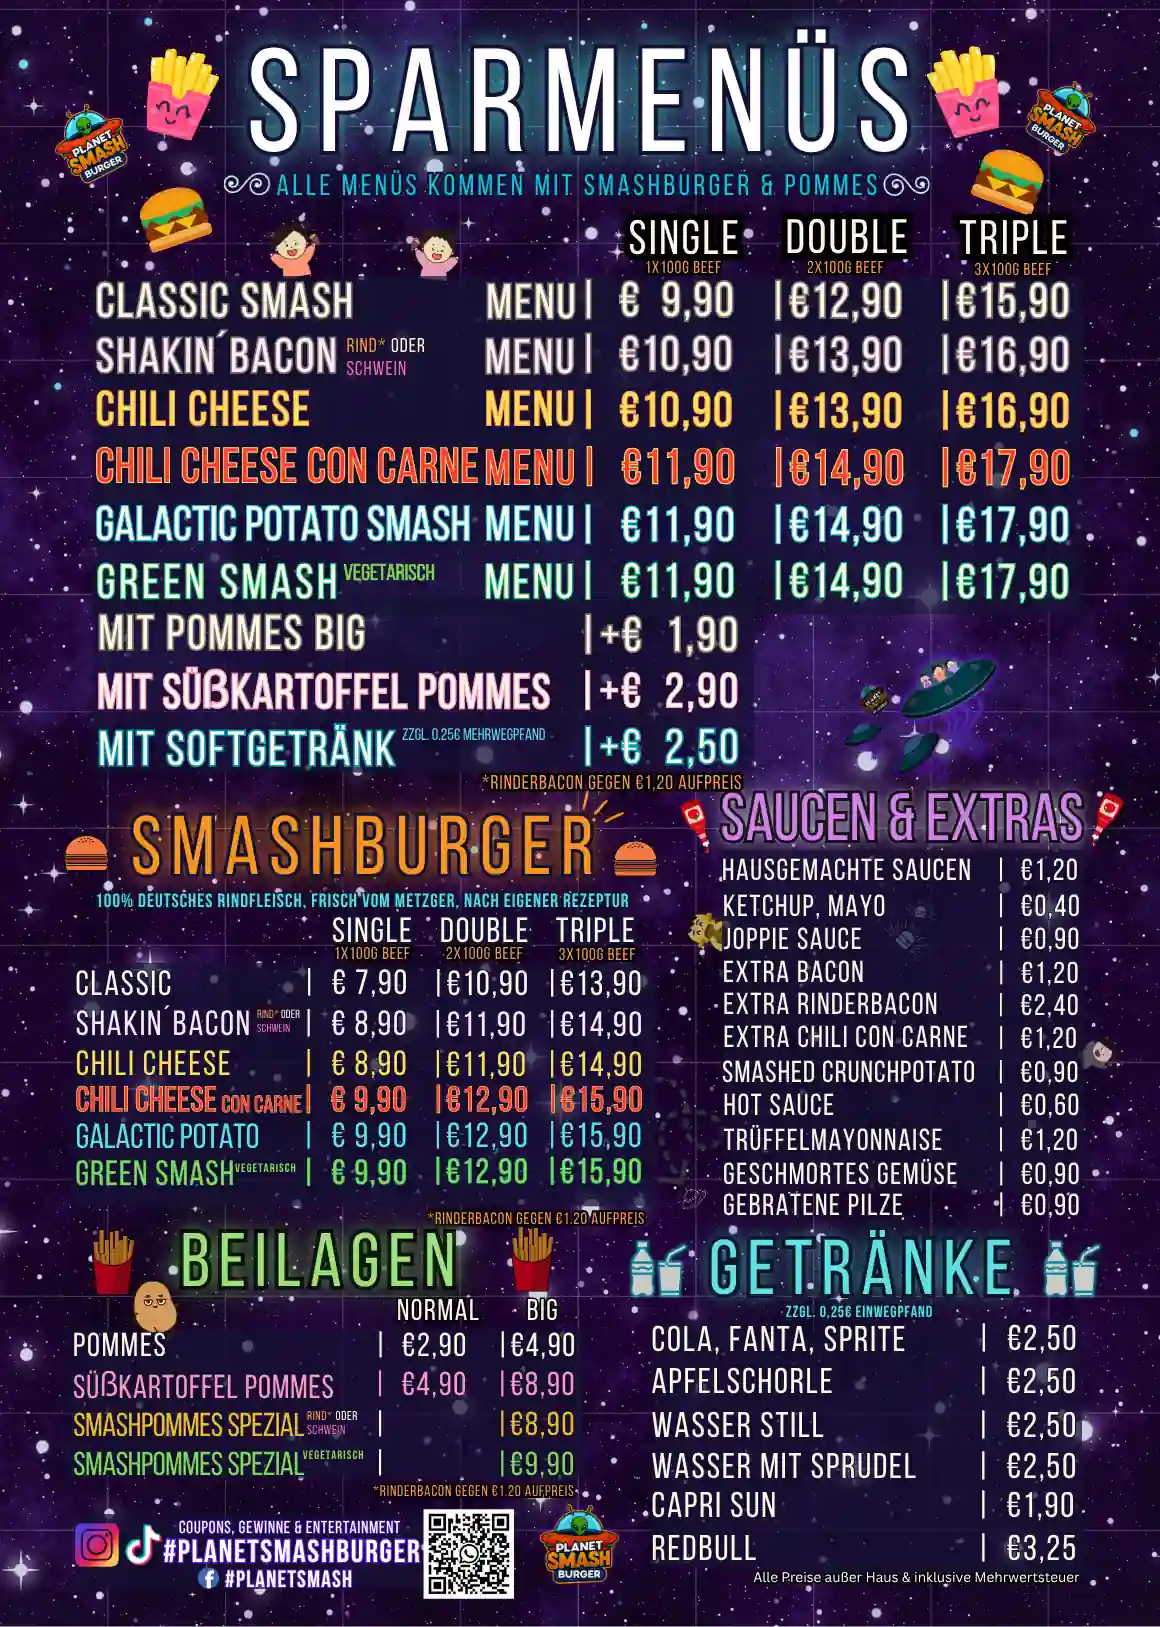 SPARMENÜS
PLANET SMASH BURGER
PLANET SMASH BURGER
ALLE MENÜS KOMMEN MIT SMASHBURGER & POMMES
SINGLE DOUBLE TRIPLE
1X100G BEEF 2X100G BEEF 3X100G BEEF
CLASSIC SMASH MENU | € 9,90 | €12,90 | €15,90
SHAKIN´BACON RIND* ODER SCHWEIN MENU | €10,90 | €13,90 | €16,90
CHILI CHEESE MENU | €10,90 | €13,90 | €16,90
CHILI CHEESE CON CARNE MENU | €11,90 | €14,90 | €17,90
GALACTIC POTATO SMASH MENU | €11,90 | €14,90 | €17,90
GREEN SMASH VEGETARISCH MENU | €11,90 | €14,90 | €17,90
MIT POMMES BIG | +€ 1,90
MIT SÜßKARTOFFEL POMMES | +€ 2,90
MIT SOFTGETRÄNK ZZGL. 0.25€ MEHRWEGPFAND | +€ 2,50
*RINDERBACON GEGEN €1,20 AUFPREIS
SMASHBURGER
100% DEUTSCHES RINDFLEISCH, FRISCH VOM METZGER, NACH EIGENER REZEPTUR
SINGLE DOUBLE TRIPLE
1X100G BEEF 2X100G BEEF 3X100G BEEF
CLASSIC | € 7,90 | €10,90 | €13,90
SHAKIN´BACON RIND* ODER SCHWEIN | € 8,90 | €11,90 | €14,90
CHILI CHEESE | € 8,90 | €11,90 | €14,90
CHILI CHEESE CON CARNE | € 9,90 | €12,90 | €15,90
GALACTIC POTATO | € 9,90 | €12,90 | €15,90
GREEN SMASH VEGETARISCH | € 9,90 | €12,90 | €15,90
*RINDERBACON GEGEN €1.20 AUFPREIS
SAUCEN & EXTRAS
HAUSGEMACHTE SAUCEN | €1,20
KETCHUP, MAYO | €0,40
JOPPIE SAUCE | €0,90
EXTRA BACON | €1,20
EXTRA RINDERBACON | €2,40
EXTRA CHILI CON CARNE | €1,20
SMASHED CRUNCHPOTATO | €0,90
HOT SAUCE | €0,60
TRÜFFELMAYONNAISE | €1,20
GESCHMORTES GEMÜSE | €0,90
GEBRATENE PILZE | €0,90
BEILAGEN
NORMAL BIG
POMMES | €2,90 | €4,90
SÜßKARTOFFEL POMMES | €4,90 | €8,90
SMASHPOMMES SPEZIAL RIND* ODER SCHWEIN | | €8,90
SMASHPOMMES SPEZIAL VEGETARISCH | | €9,90
*RINDERBACON GEGEN €1.20 AUFPREIS
GETRÄNKE
ZZGL. 0,25€ EINWEGPFAND
COLA, FANTA, SPRITE | €2,50
APFELSCHORLE | €2,50
WASSER STILL | €2,50
WASSER MIT SPRUDEL | €2,50
CAPRI SUN | €1,90
REDBULL | €3,25
Alle Preise außer Haus & inklusive Mehrwertsteuer
COUPONS, GEWINNE & ENTERTAINMENT
#PLANETSMASHBURGER
#PLANETSMASH
PLANET SMASH BURGER